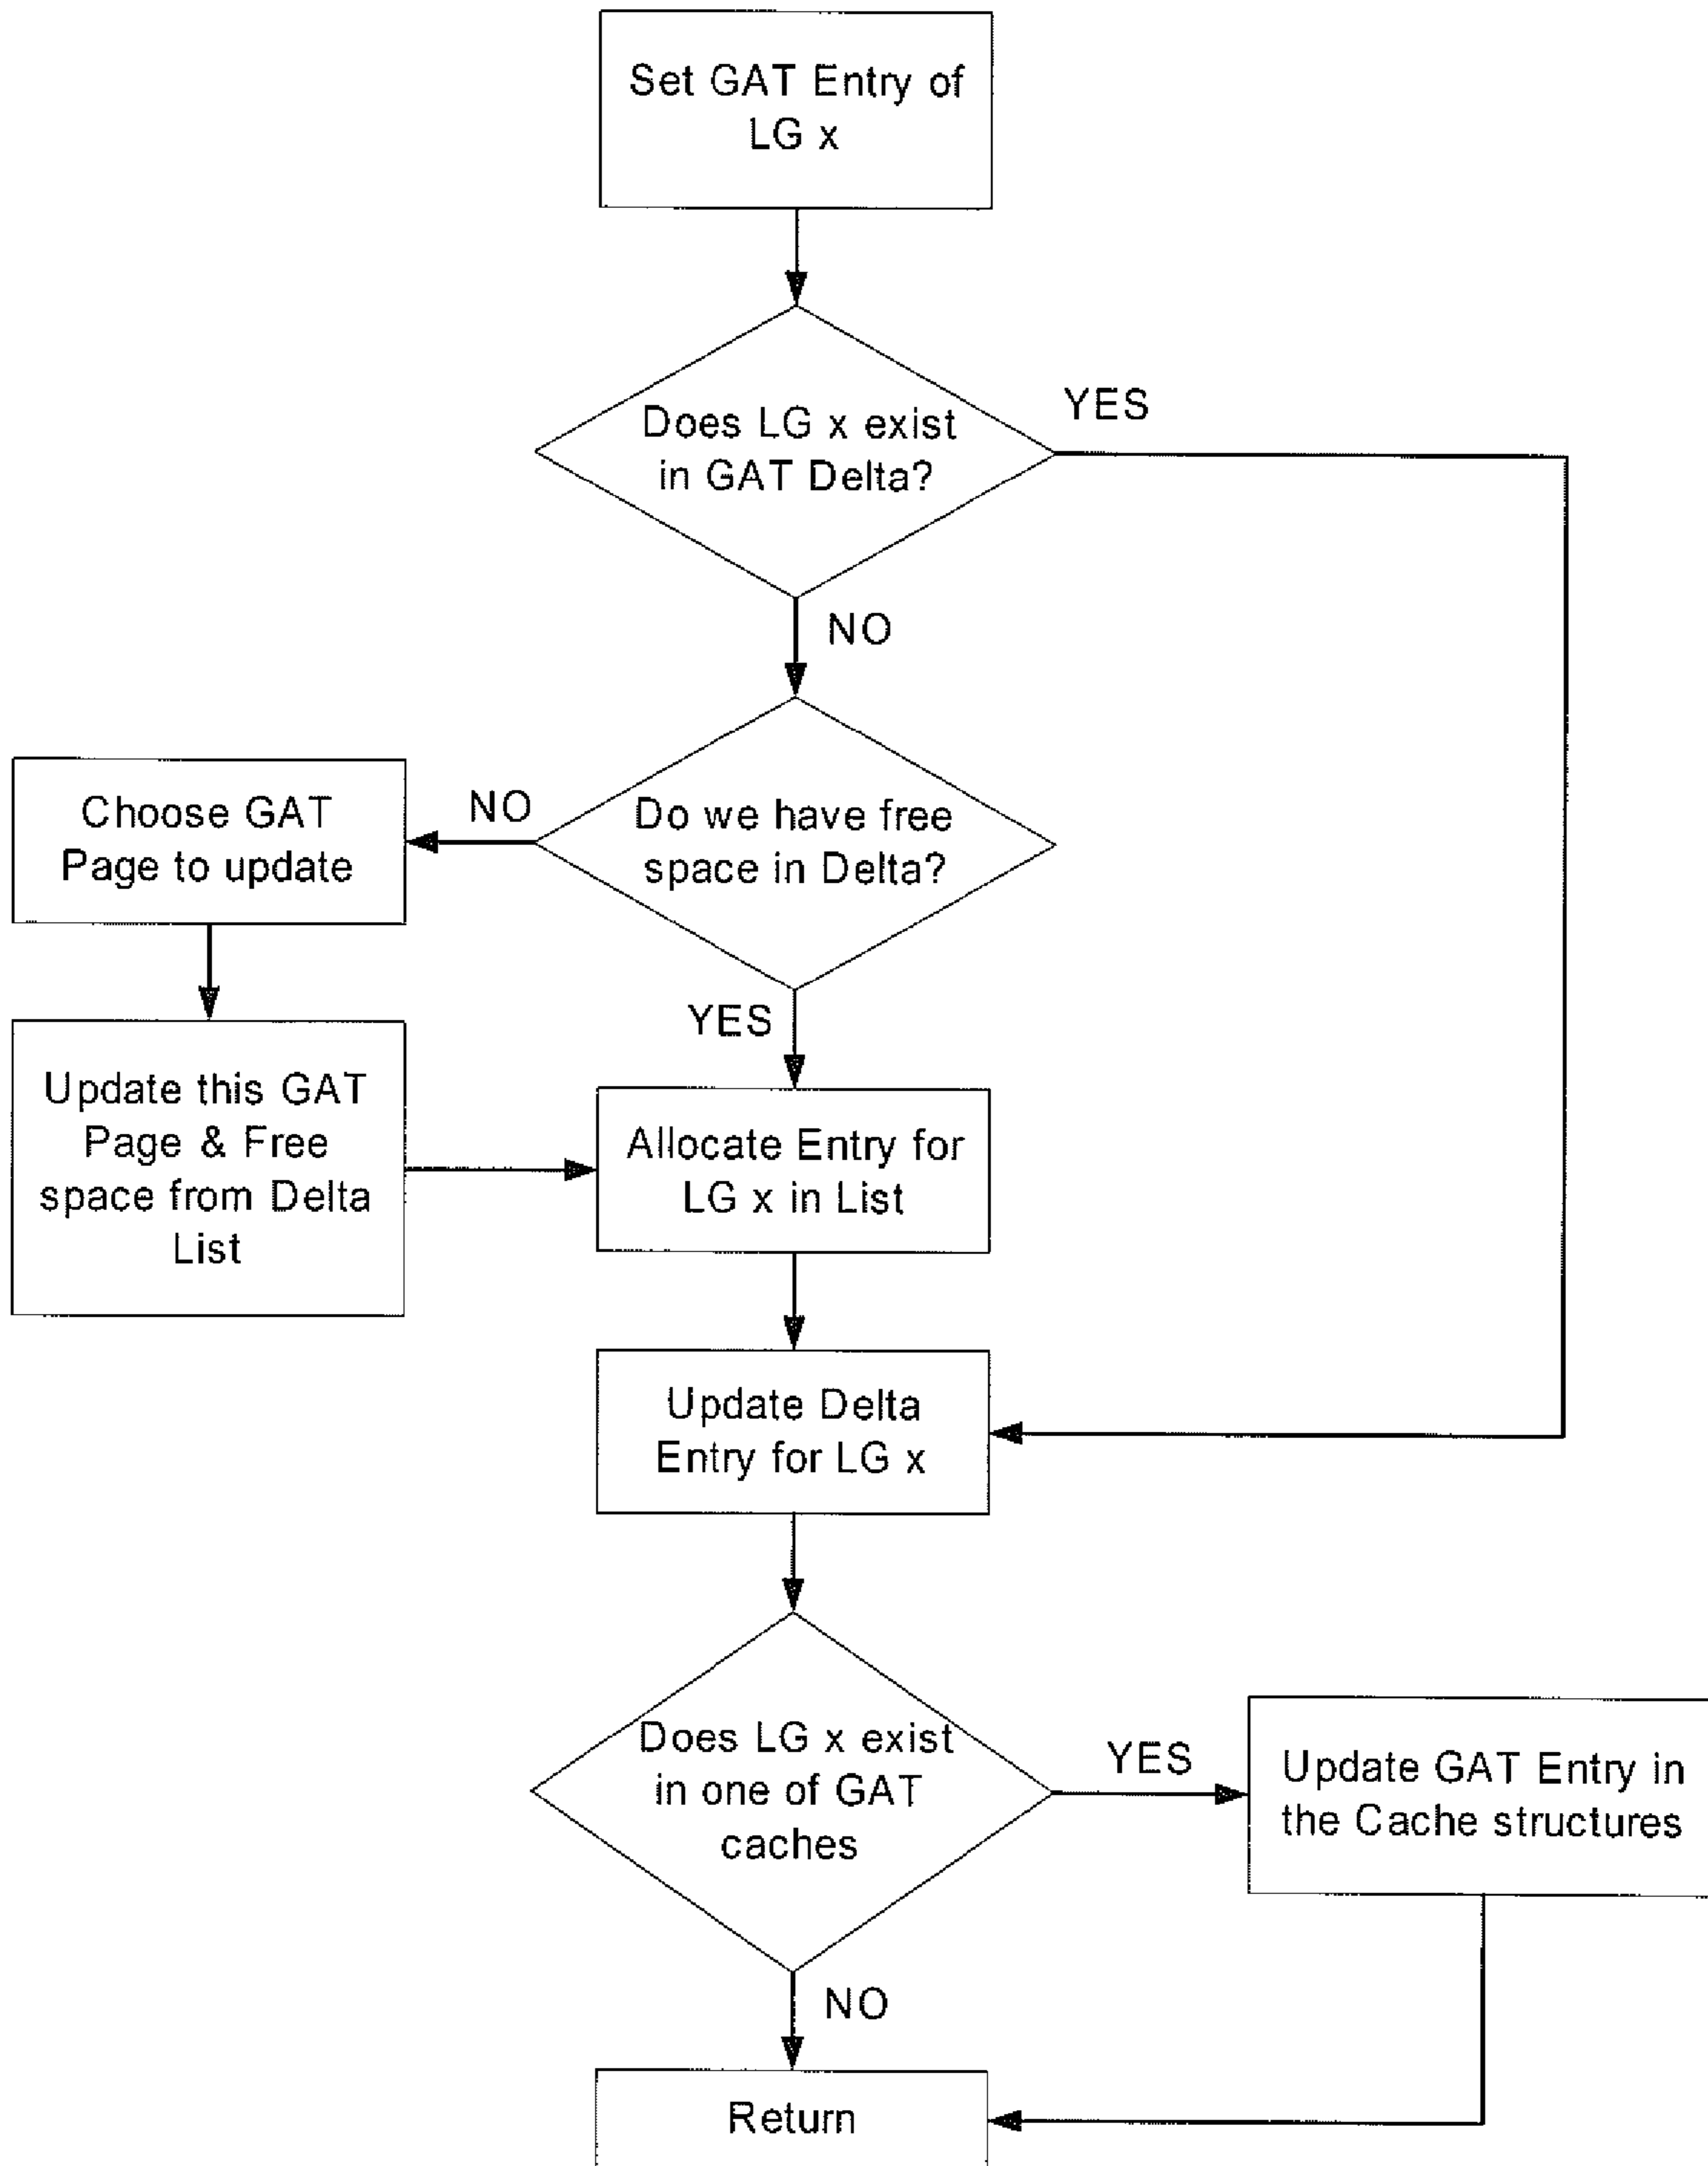 Set GAT Entry of
LG x
Does LG x exist
in GAT Delta?
YES
NO
Do we have free
space in Delta?
NO
Choose GAT
Page to update
YES
Update this GAT
Page & Free
space from Delta
List
Allocate Entry for
LG x in List
Update Delta
Entry for LG x
Does LG x exist
in one of GAT
caches
YES
Update GAT Entry in
the Cache structures
NO
Return